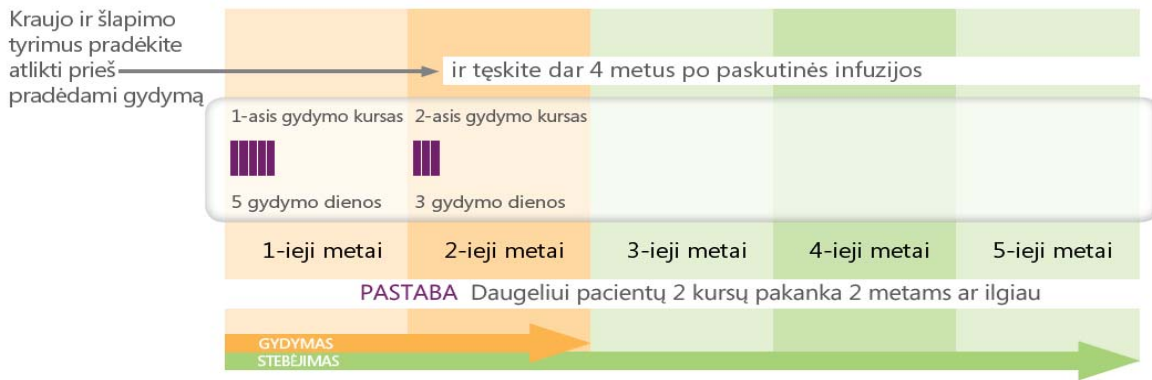 Kraujo ir šlapimo
tyrimus pradėkite
atlikti prieš
pradėdami gydymą
ir tęskite dar 4 metus po paskutinės infuzijos
1-asis gydymo kursas
2-asis gydymo kursas
5 gydymo dienos
3 gydymo dienos
1-ieji metai
2-ieji metai
3-ieji metai
4-ieji metai
5-ieji metai
PASTABA Daugeliui pacientų 2 kursų pakanka 2 metams ar ilgiau
GYDYMAS
STEBĖJIMAS